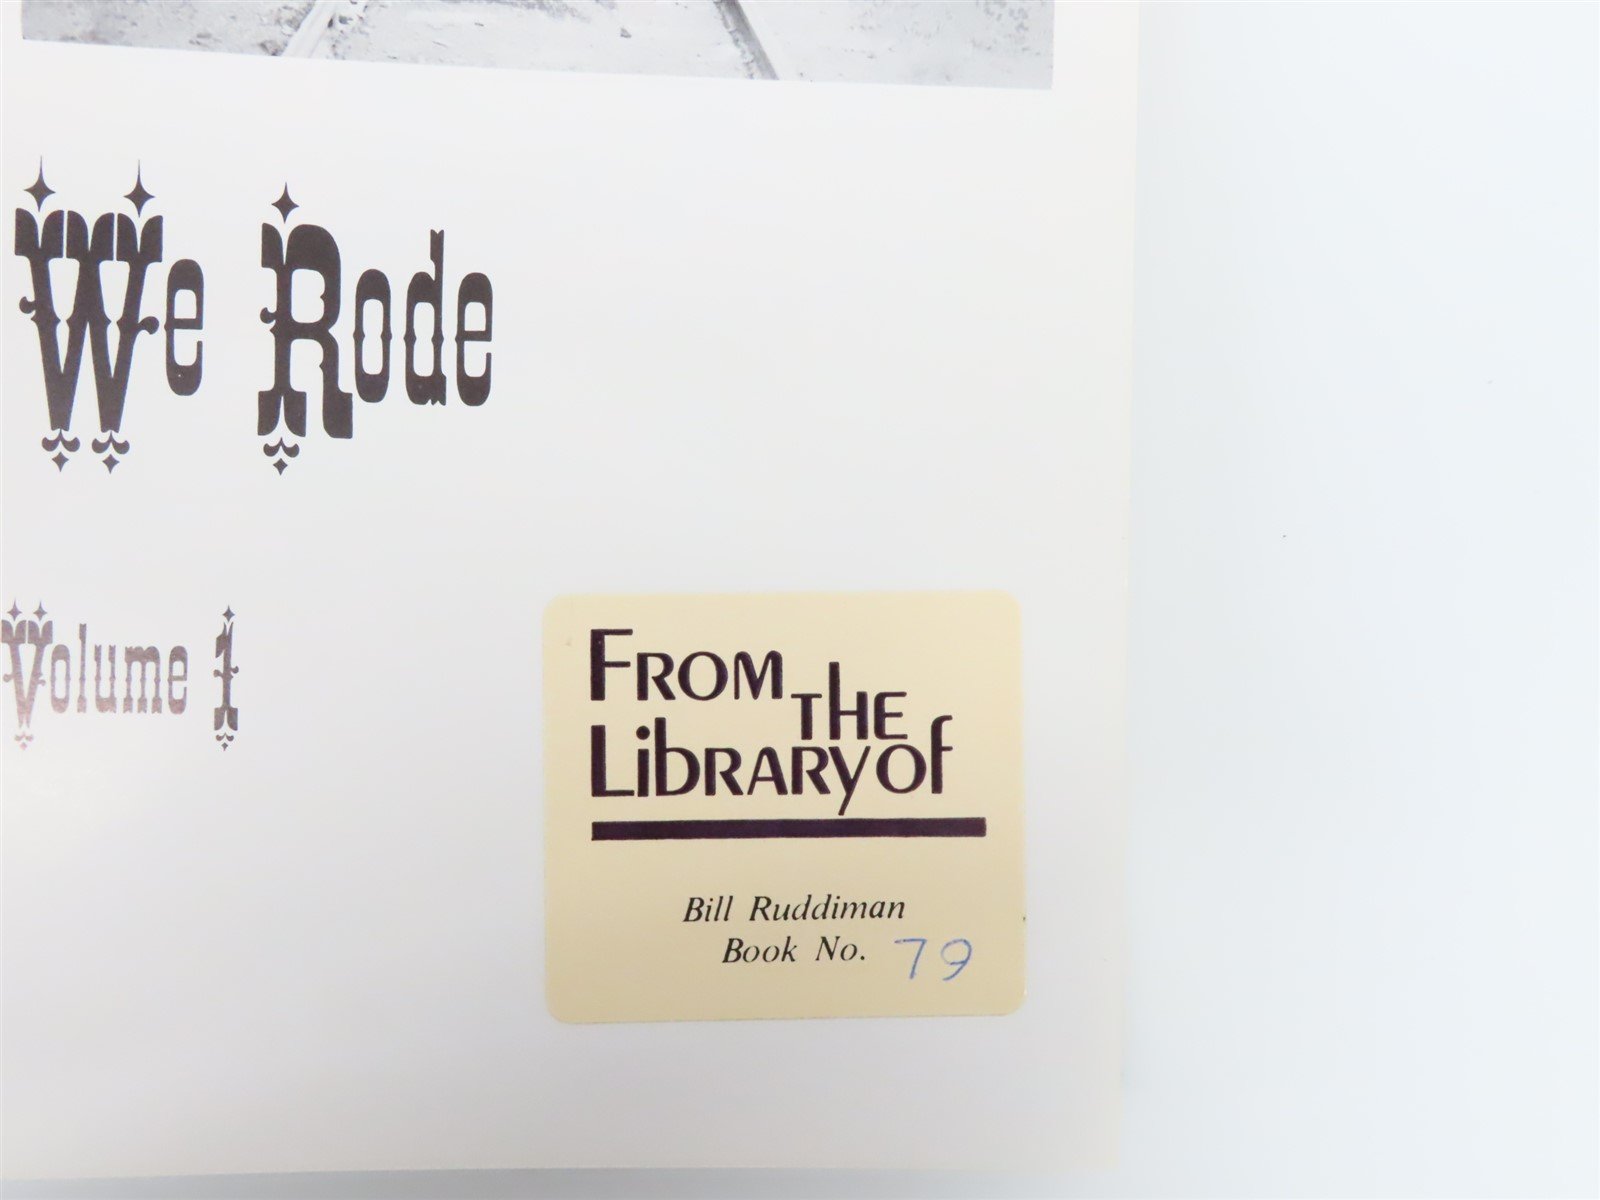 We Rode
Volume 1
FROM THE
LibRARY of
Bill Ruddiman
Book No. 79